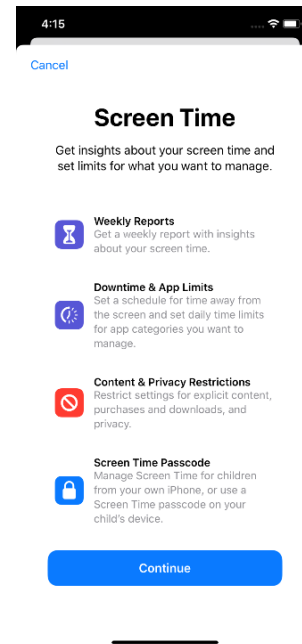 4:15
Cancel
Screen Time
Get insights about your screen time and
set limits for what you want to manage.
Weekly Reports
Get a weekly report with insights
about your screen time.
Downtime & App Limits
Set a schedule for time away from
the screen and set daily time limits
for app categories you want to
manage.
Content & Privacy Restrictions
Restrict settings for explicit content,
purchases and downloads, and
privacy.
Screen Time Passcode
Manage Screen Time for children
from your own iPhone, or use a
Screen Time passcode on your
child's device.
Continue